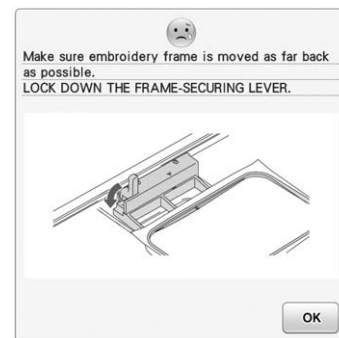 Make sure embroidery frame is moved as far back
as possible.
LOCK DOWN THE FRAME-SECURING LEVER.
OK